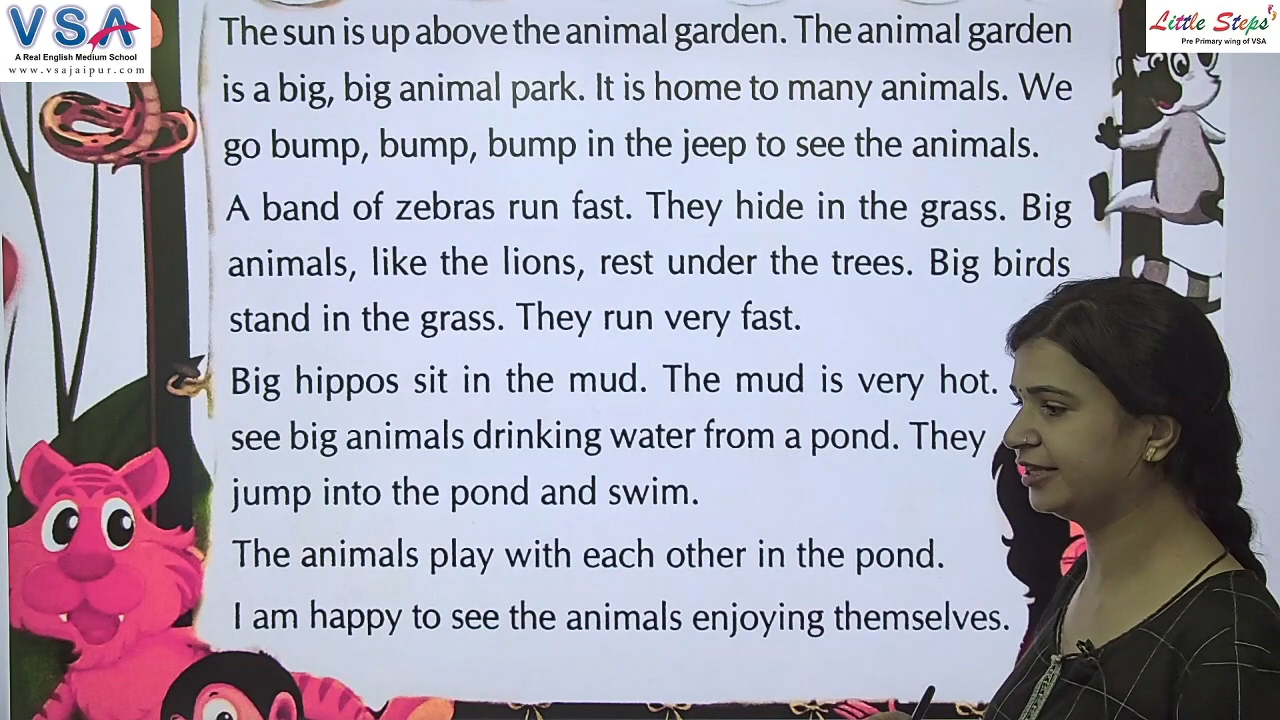 VSA
A Real English Medium School
www.vsajaipur.com
Little Steps
Pre Primary wing of VSA
The sun is up above the animal garden. The animal garden
is a big, big animal park. It is home to many animals. We
go bump, bump, bump in the jeep to see the animals.
A band of zebras run fast. They hide in the grass. Big
animals, like the lions, rest under the trees. Big birds
stand in the grass. They run very fast.
Big hippos sit in the mud. The mud is very hot.
see big animals drinking water from a pond. They
jump into the pond and swim.
The animals play with each other in the pond.
I am happy to see the animals enjoying themselves.